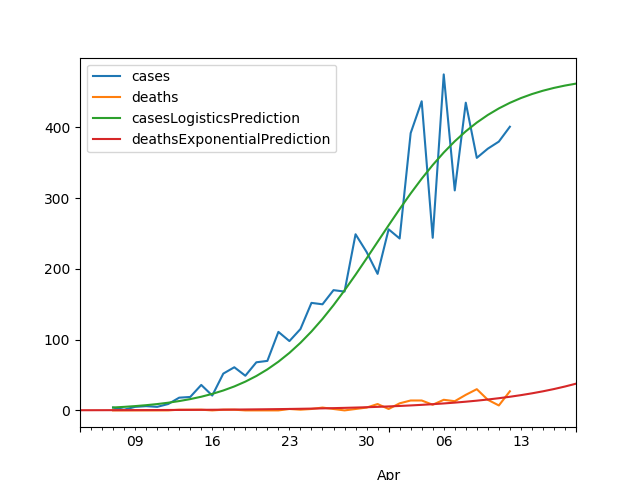 cases
deaths
casesLogisticsPrediction
deathsExponentialPrediction
400
300
200
100
0
09 16 23 30 06 13
Apr